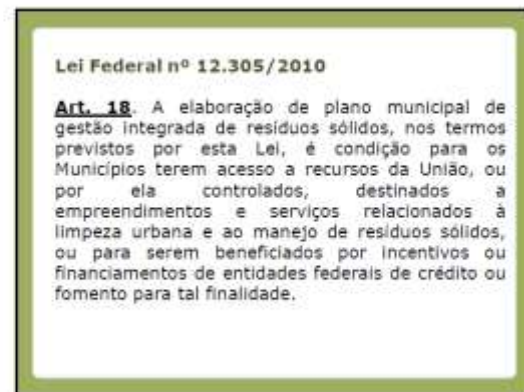 Lei Federal nº 12.305/2010
Art. 18. A elaboração de plano municipal de
gestão integrada de resíduos sólidos, nos termos
previstos por esta Lei, é condição para os
Municípios terem acesso a recursos da União, ou
por ela controlados, destinados a
empreendimentos e serviços relacionados à
limpeza urbana e ao manejo de resíduos sólidos,
ou para serem beneficiados por incentivos ou
financiamentos de entidades federais de crédito ou
fomento para tal finalidade.